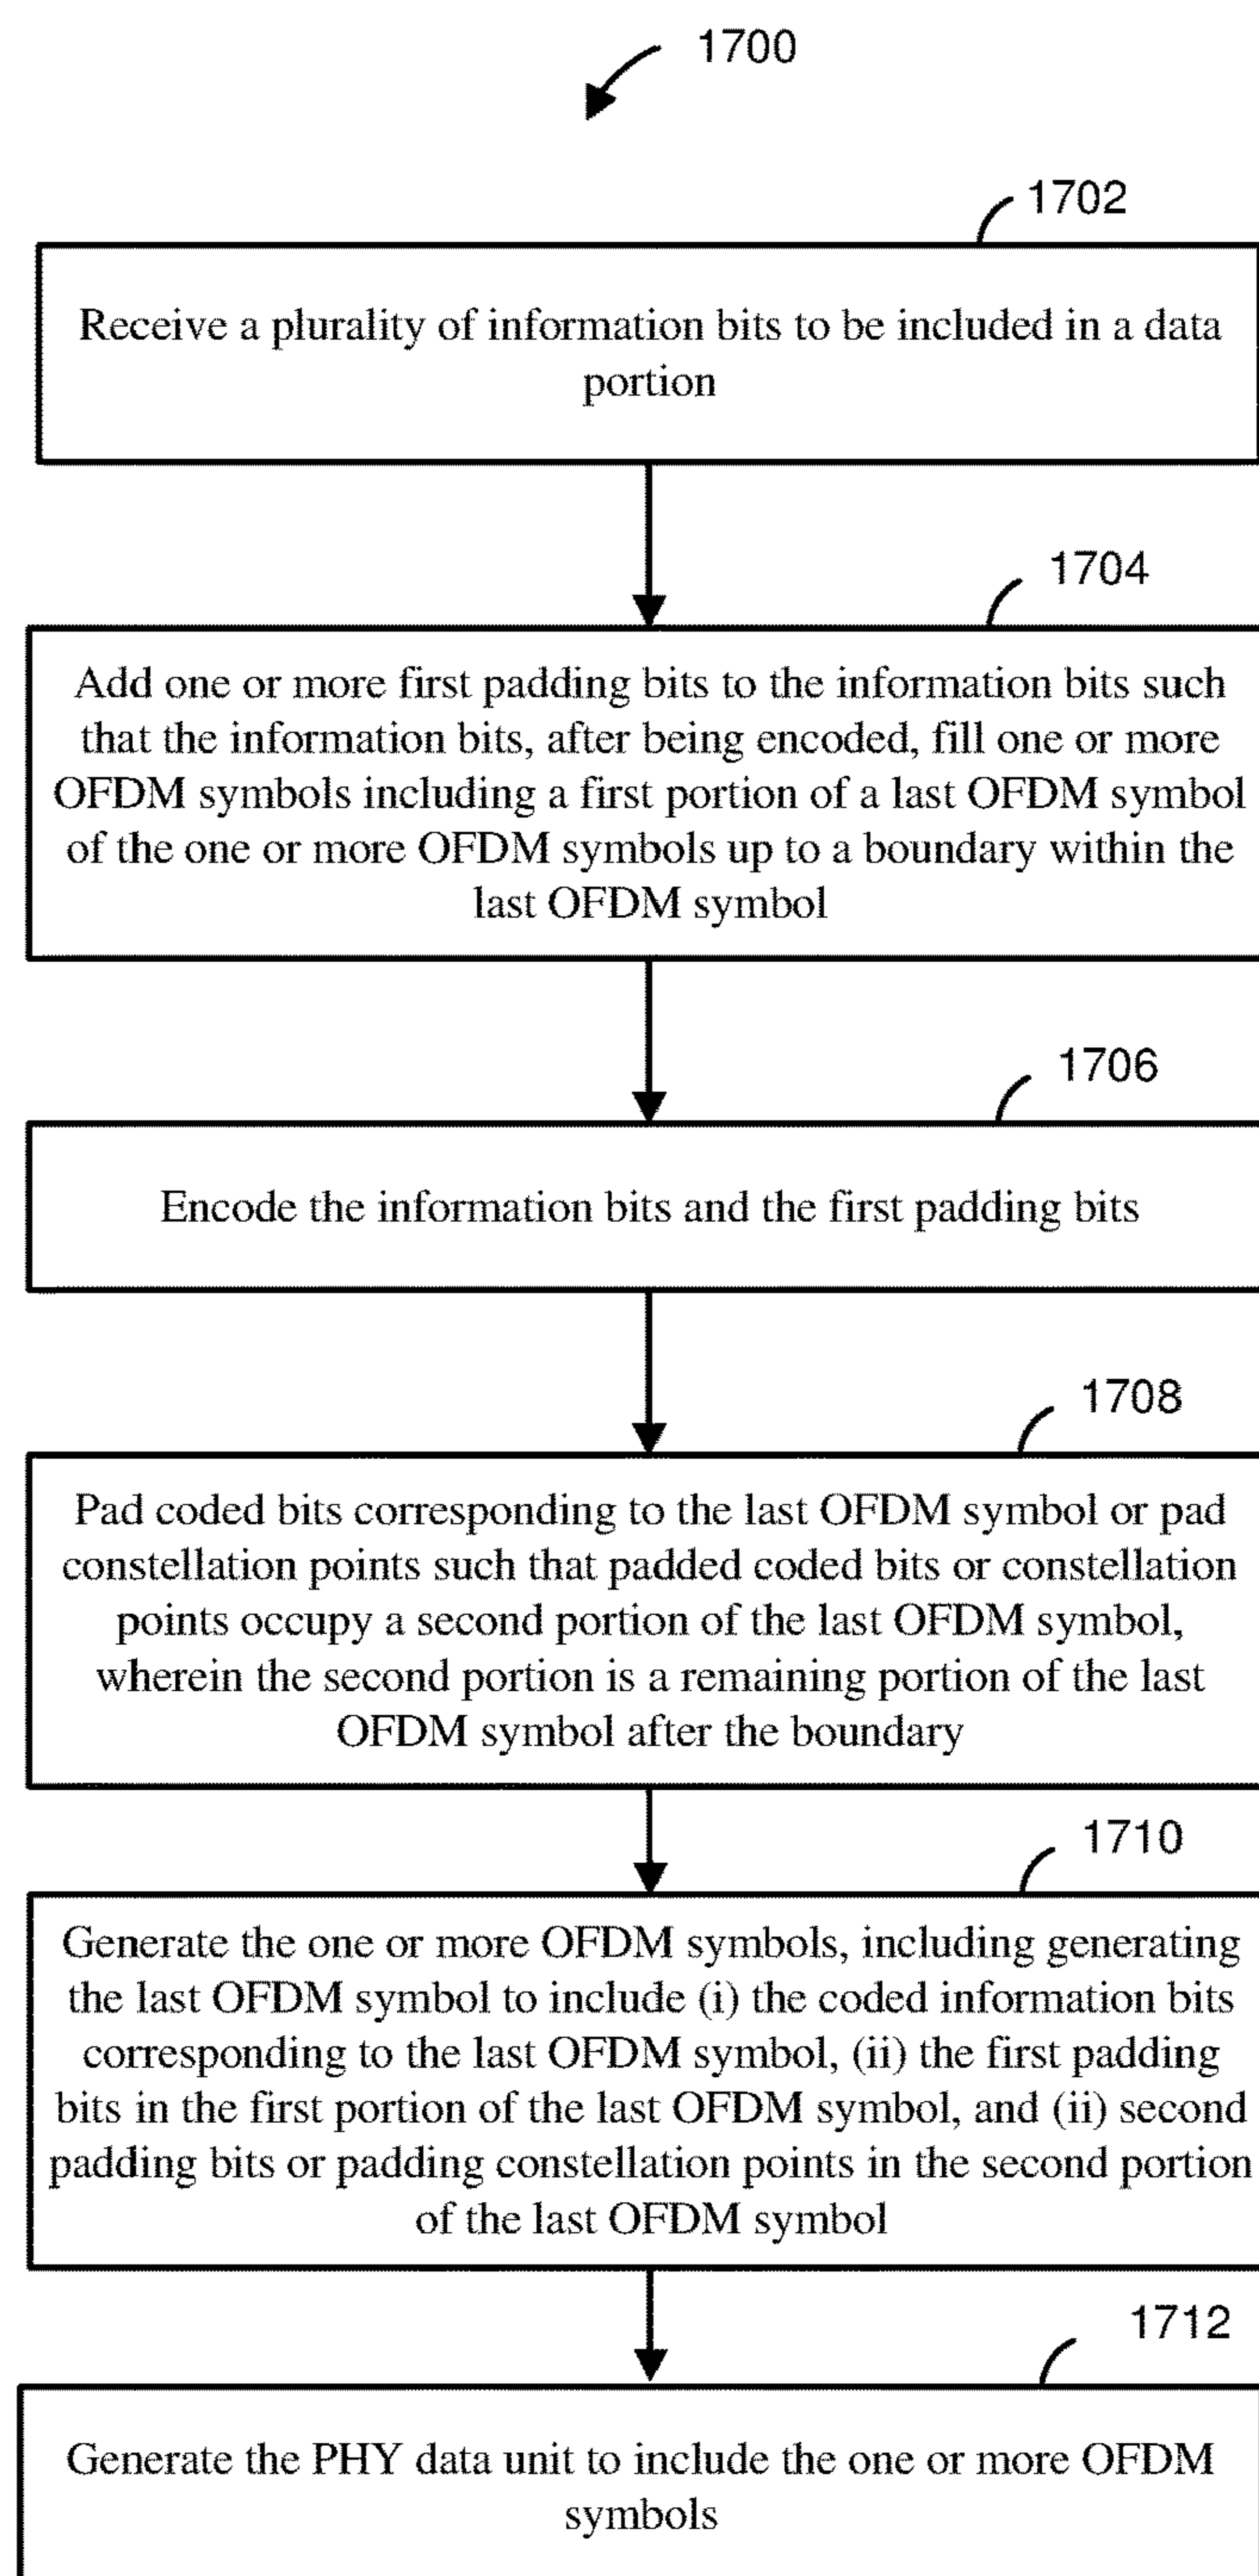 1700
1702
Receive a plurality of information bits to be included in a data
portion
1704
Add one or more first padding bits to the information bits such
that the information bits, after being encoded, fill one or more
OFDM symbols including a first portion of a last OFDM symbol
of the one or more OFDM symbols up to a boundary within the
last OFDM symbol
1706
Encode the information bits and the first padding bits
1708
Pad coded bits corresponding to the last OFDM symbol or pad
constellation points such that padded coded bits or constellation
points occupy a second portion of the last OFDM symbol,
wherein the second portion is a remaining portion of the last
OFDM symbol after the boundary
1710
Generate the one or more OFDM symbols, including generating
the last OFDM symbol to include (i) the coded information bits
corresponding to the last OFDM symbol, (ii) the first padding
bits in the first portion of the last OFDM symbol, and (ii) second
padding bits or padding constellation points in the second portion
of the last OFDM symbol
1712
Generate the PHY data unit to include the one or more OFDM
symbols